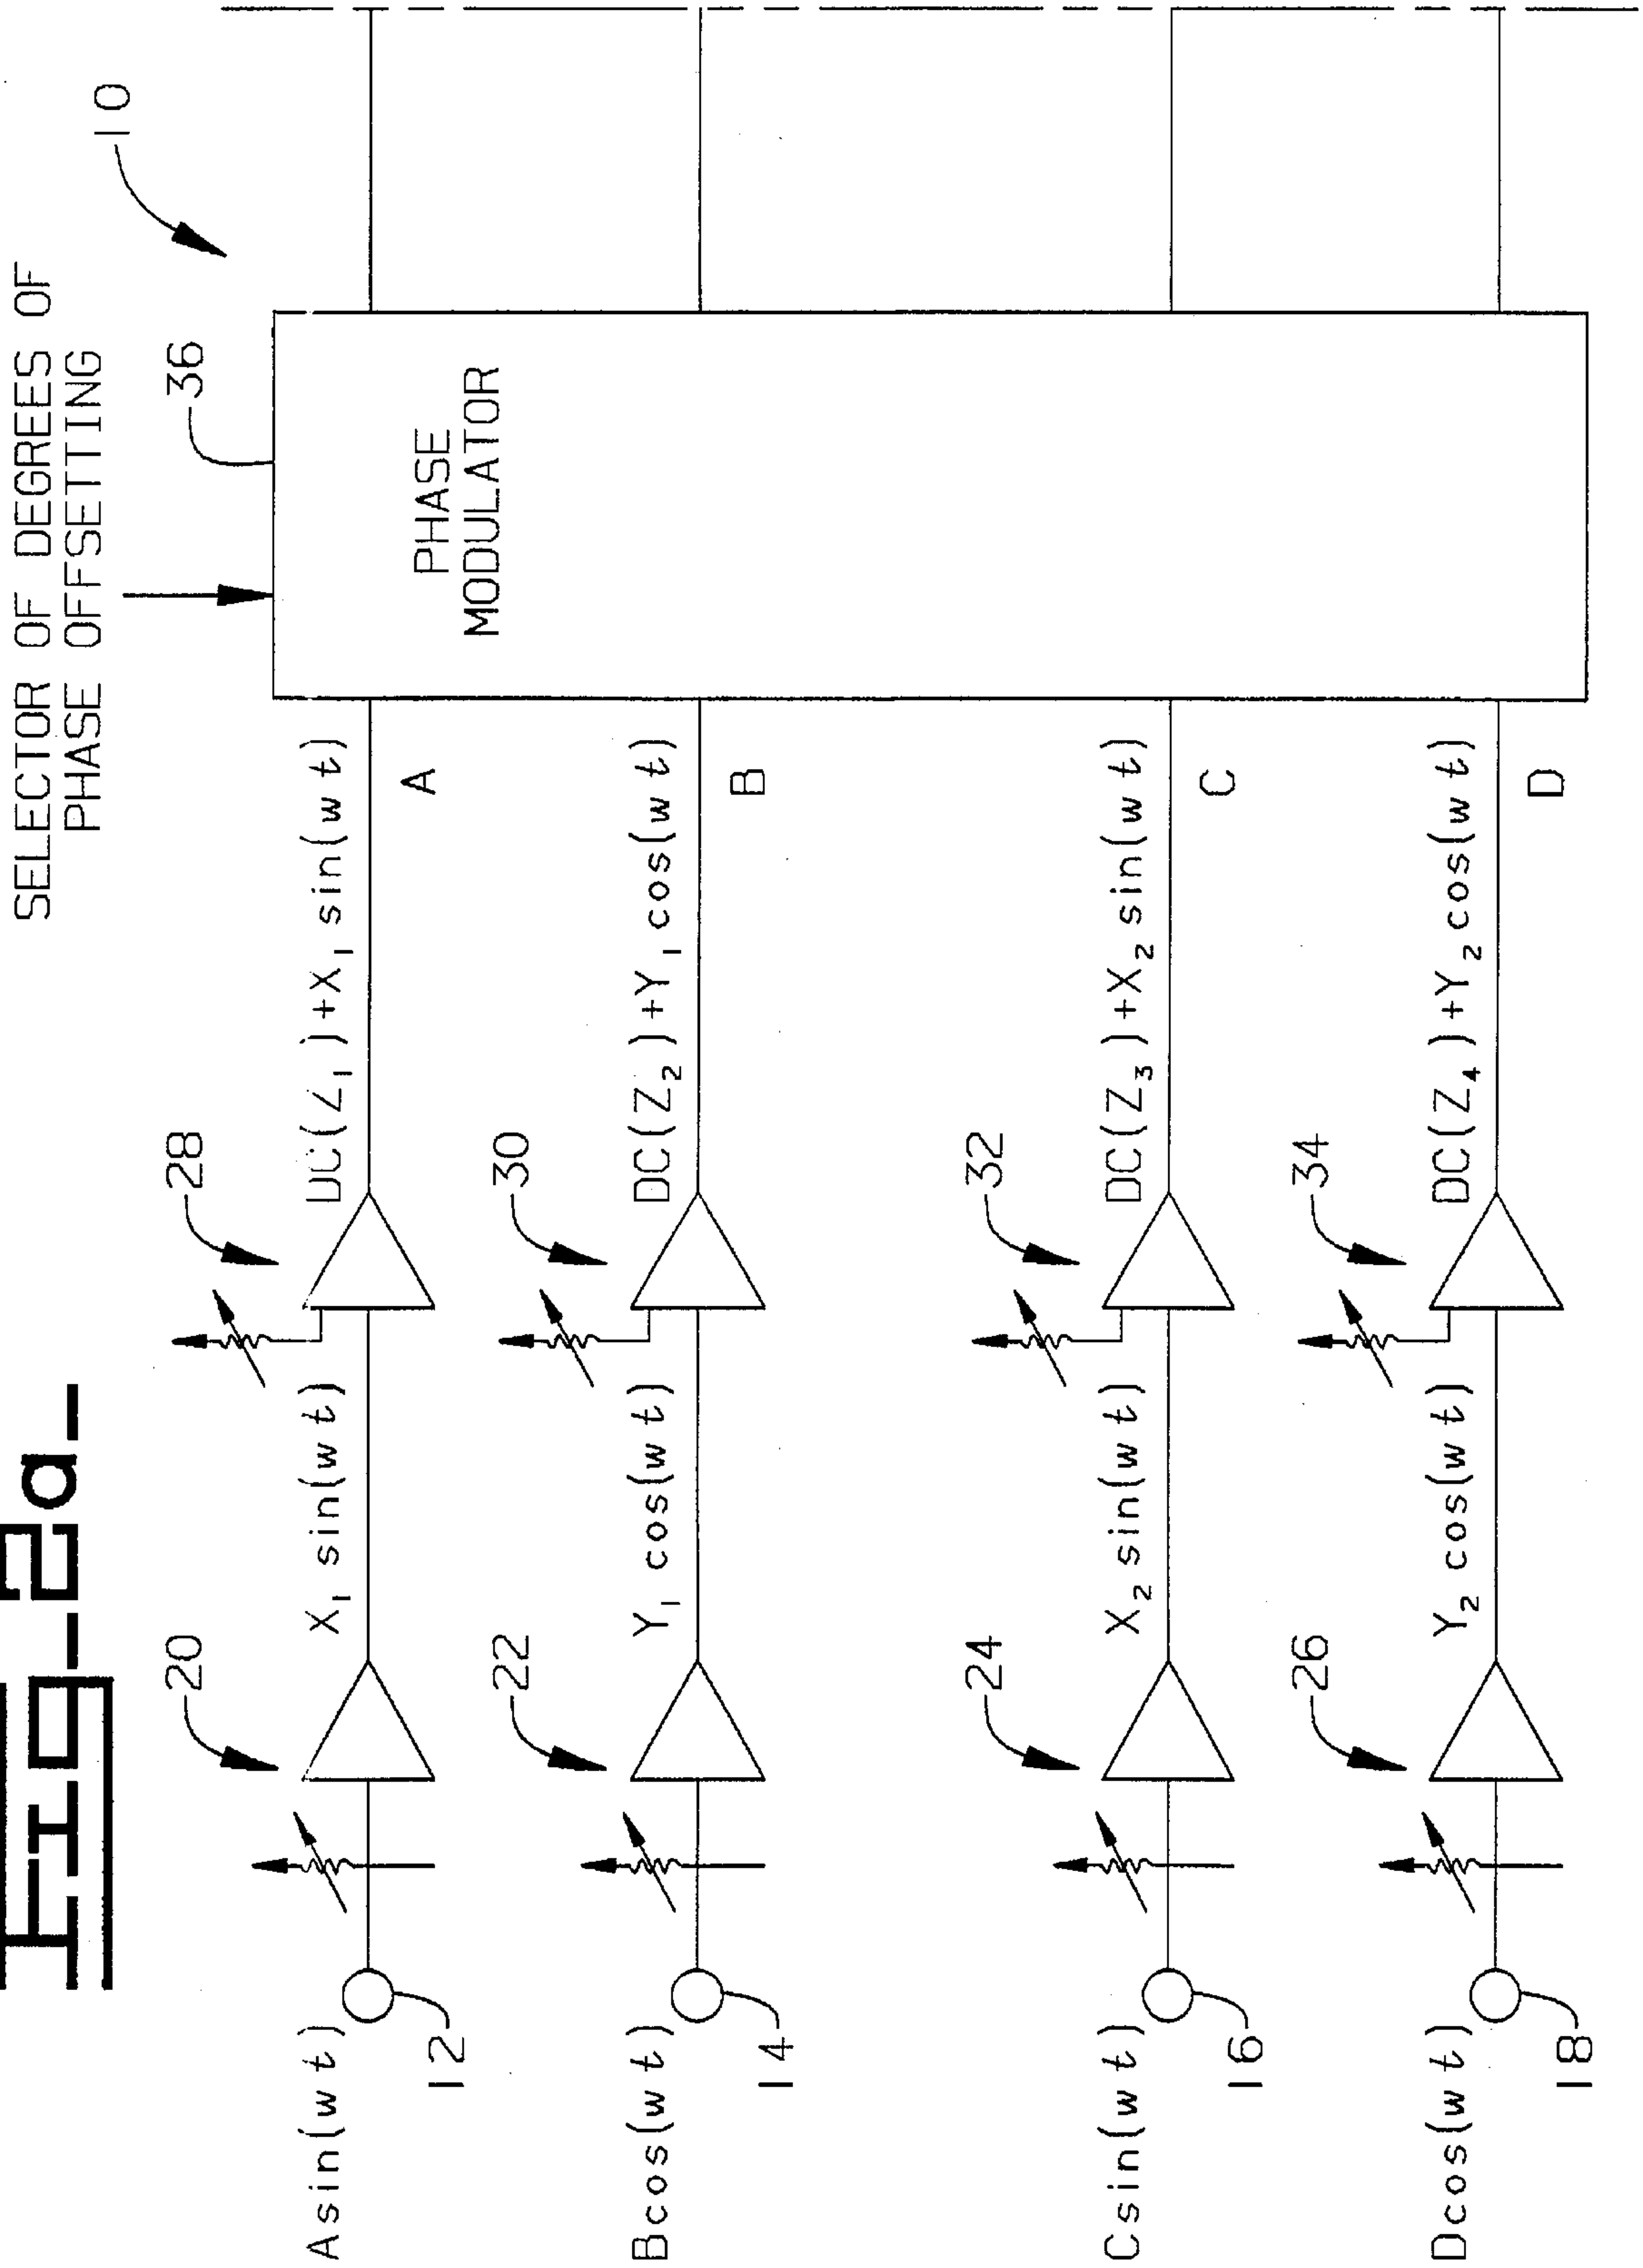 Fig_2a_
SELECTOR OF DEGREES OF
PHASE OFFSETTING
10
36
PHASE
MODULATOR
Asin(wt)
12
20
X₁ sin(wt)
28
DC(Z₁)+X₁ sin(wt)
A
Bcos(wt)
14
22
Y₁ cos(wt)
30
DC(Z₂)+Y₁ cos(wt)
B
Csin(wt)
16
24
X₂ sin(wt)
32
DC(Z₃)+X₂ sin(wt)
C
Dcos(wt)
18
26
Y₂ cos(wt)
34
DC(Z₄)+Y₂ cos(wt)
D